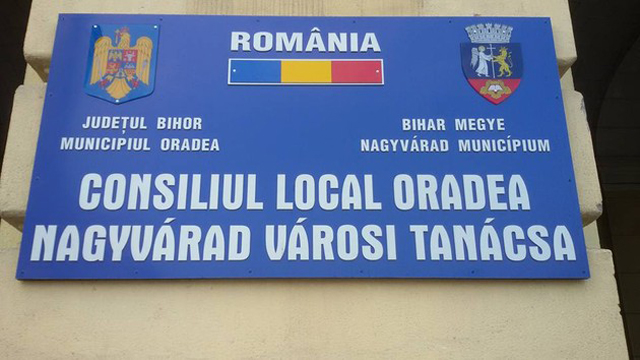 ROMÂNIA
JUDEȚUL BIHOR
MUNICIPIUL ORADEA
BIHAR MEGYE
NAGYVÁRAD MUNICÍPIUM
CONSILIUL LOCAL ORADEA
NAGYVÁRAD VÁROSI TANÁCSA